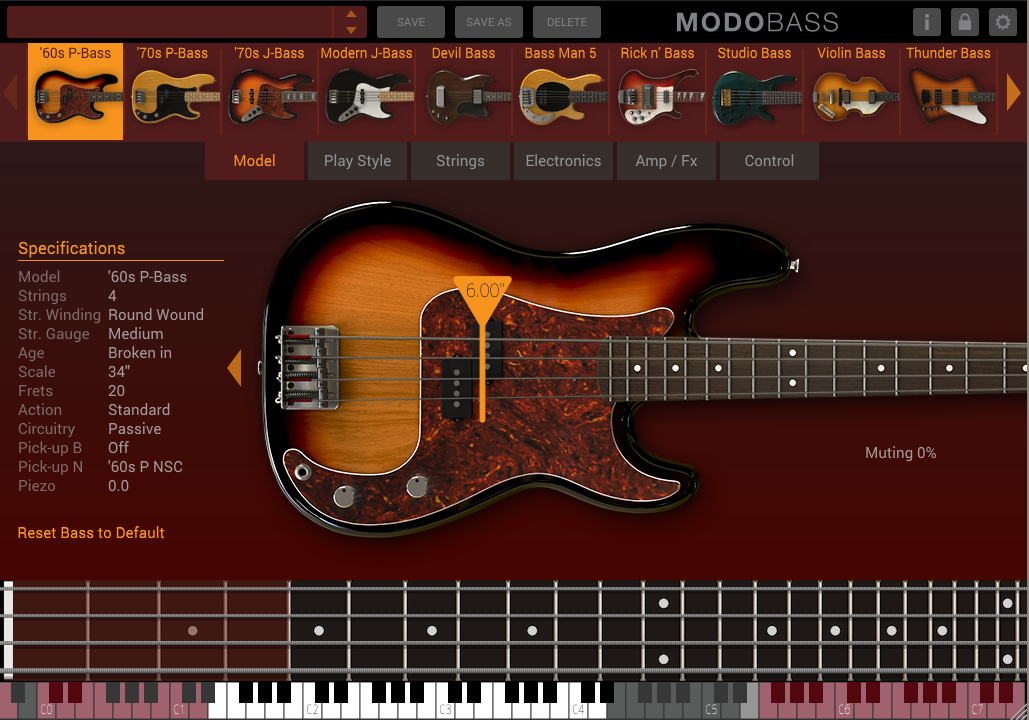 SAVE SAVE AS DELETE MODOBASS
'60s P-Bass '70s P-Bass '70s J-Bass Modern J-Bass Devil Bass Bass Man 5 Rick n' Bass Studio Bass Violin Bass Thunder Bass
Model Play Style Strings Electronics Amp / Fx Control
Specifications
Model '60s P-Bass
Strings 4
Str. Winding Round Wound
Str. Gauge Medium
Age Broken in
Scale 34"
Frets 20
Action Standard
Circuitry Passive
Pick-up B Off
Pick-up N '60s P NSC
Piezo 0.0
Reset Bass to Default
6.00"
Muting 0%
C0 C1 C2 C3 C4 C5 C6 C7